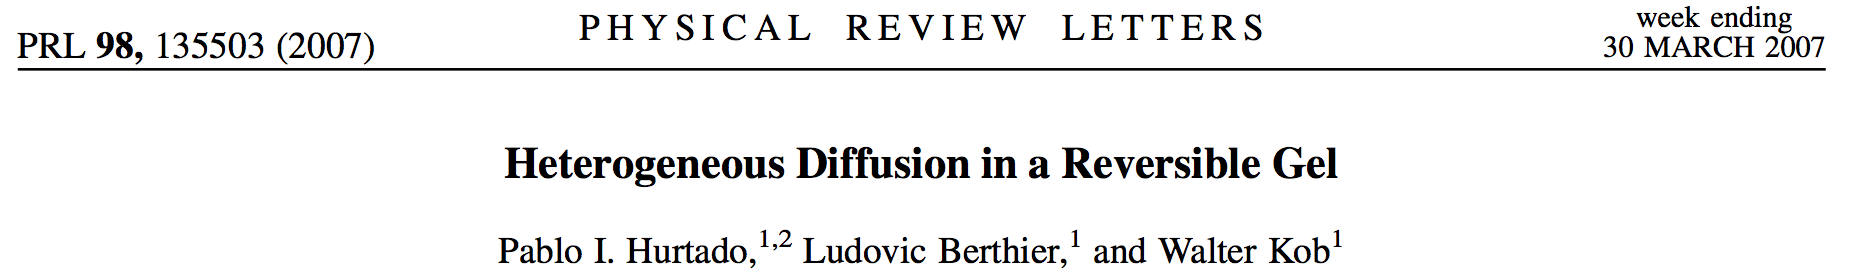 PRL 98, 135503 (2007)
PHYSICAL REVIEW LETTERS
week ending
30 MARCH 2007
Heterogeneous Diffusion in a Reversible Gel
Pablo I. Hurtado,1,2 Ludovic Berthier,1 and Walter Kob1